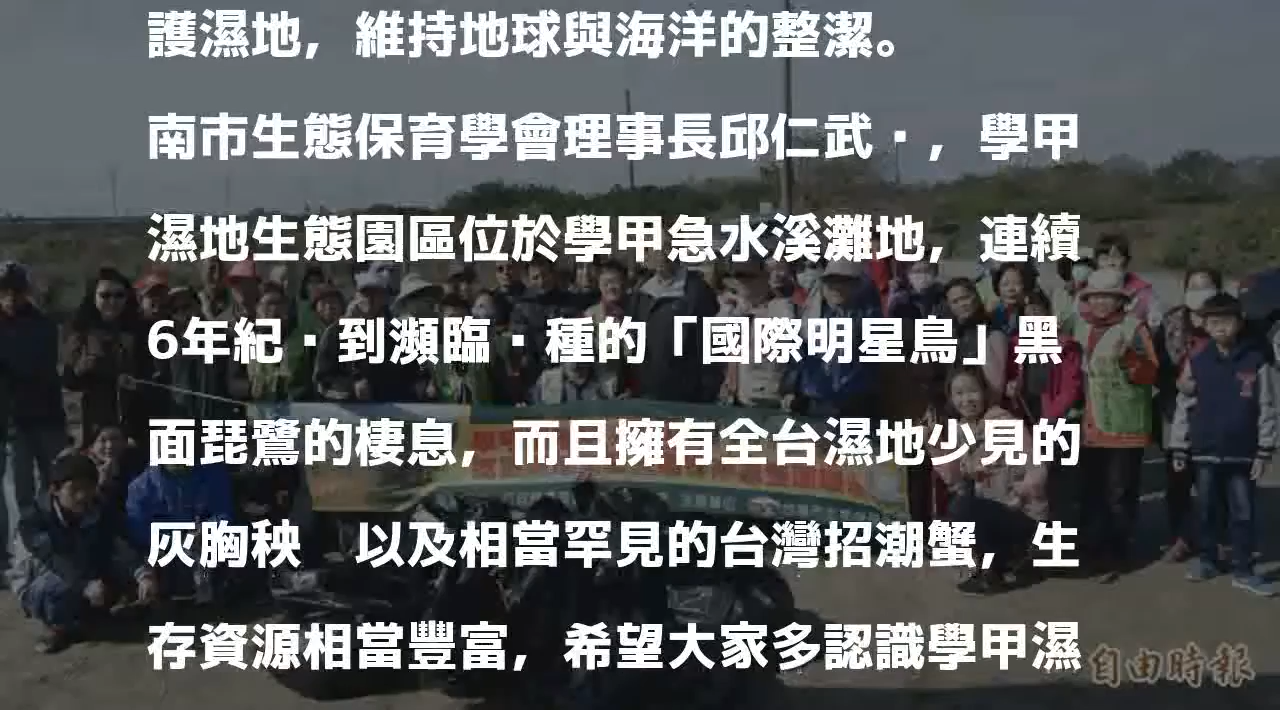 護濕地，維持地球與海洋的整潔。
南市生態保育學會理事長邱仁武▪，學甲
濕地生態園區位於學甲急水溪灘地，連續
6年紀▪到瀕臨▪種的「國際明星鳥」黑
面琵鷺的棲息，而且擁有全台濕地少見的
灰胸秧　以及相當罕見的台灣招潮蟹，生
存資源相當豐富，希望大家多認識學甲濕
自由時報